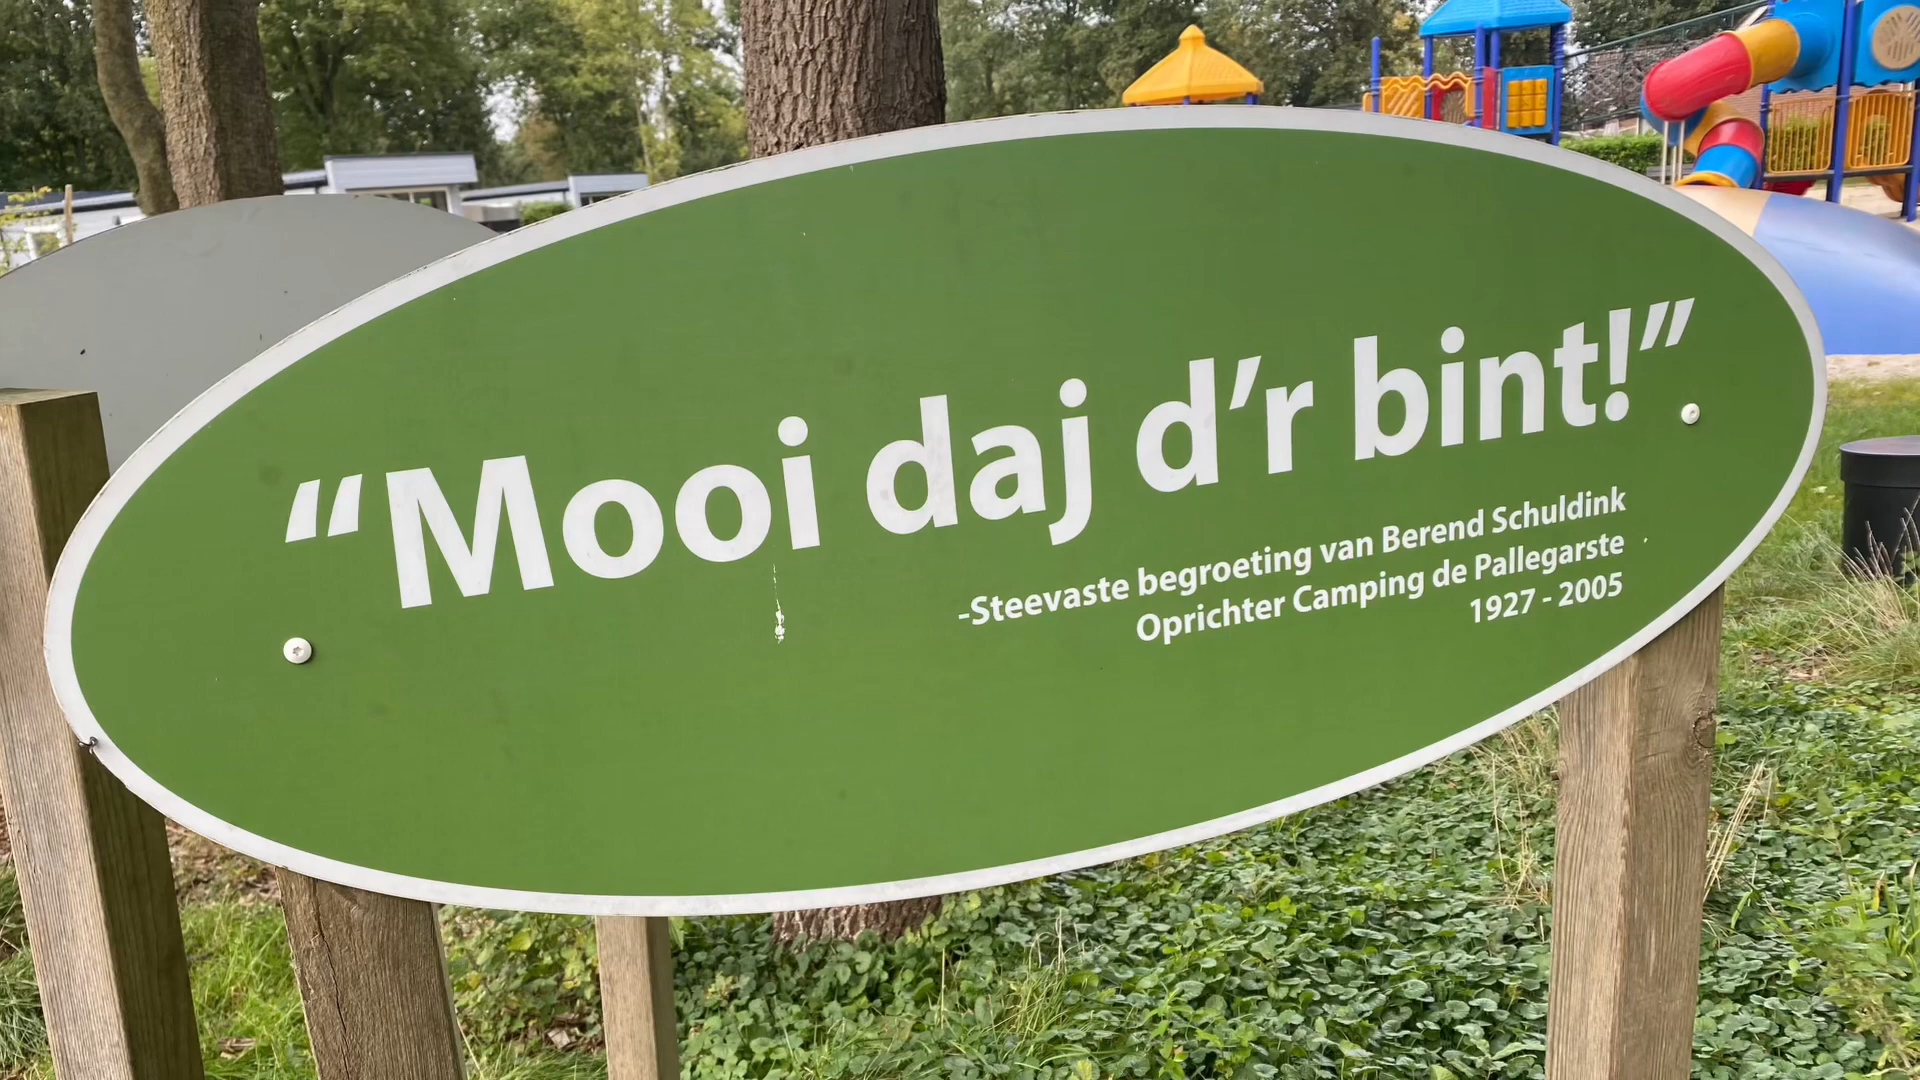 “Mooi daj d’r bint!”
-Steevaste begroeting van Berend Schuldink
Oprichter Camping de Pallegarste
1927 - 2005